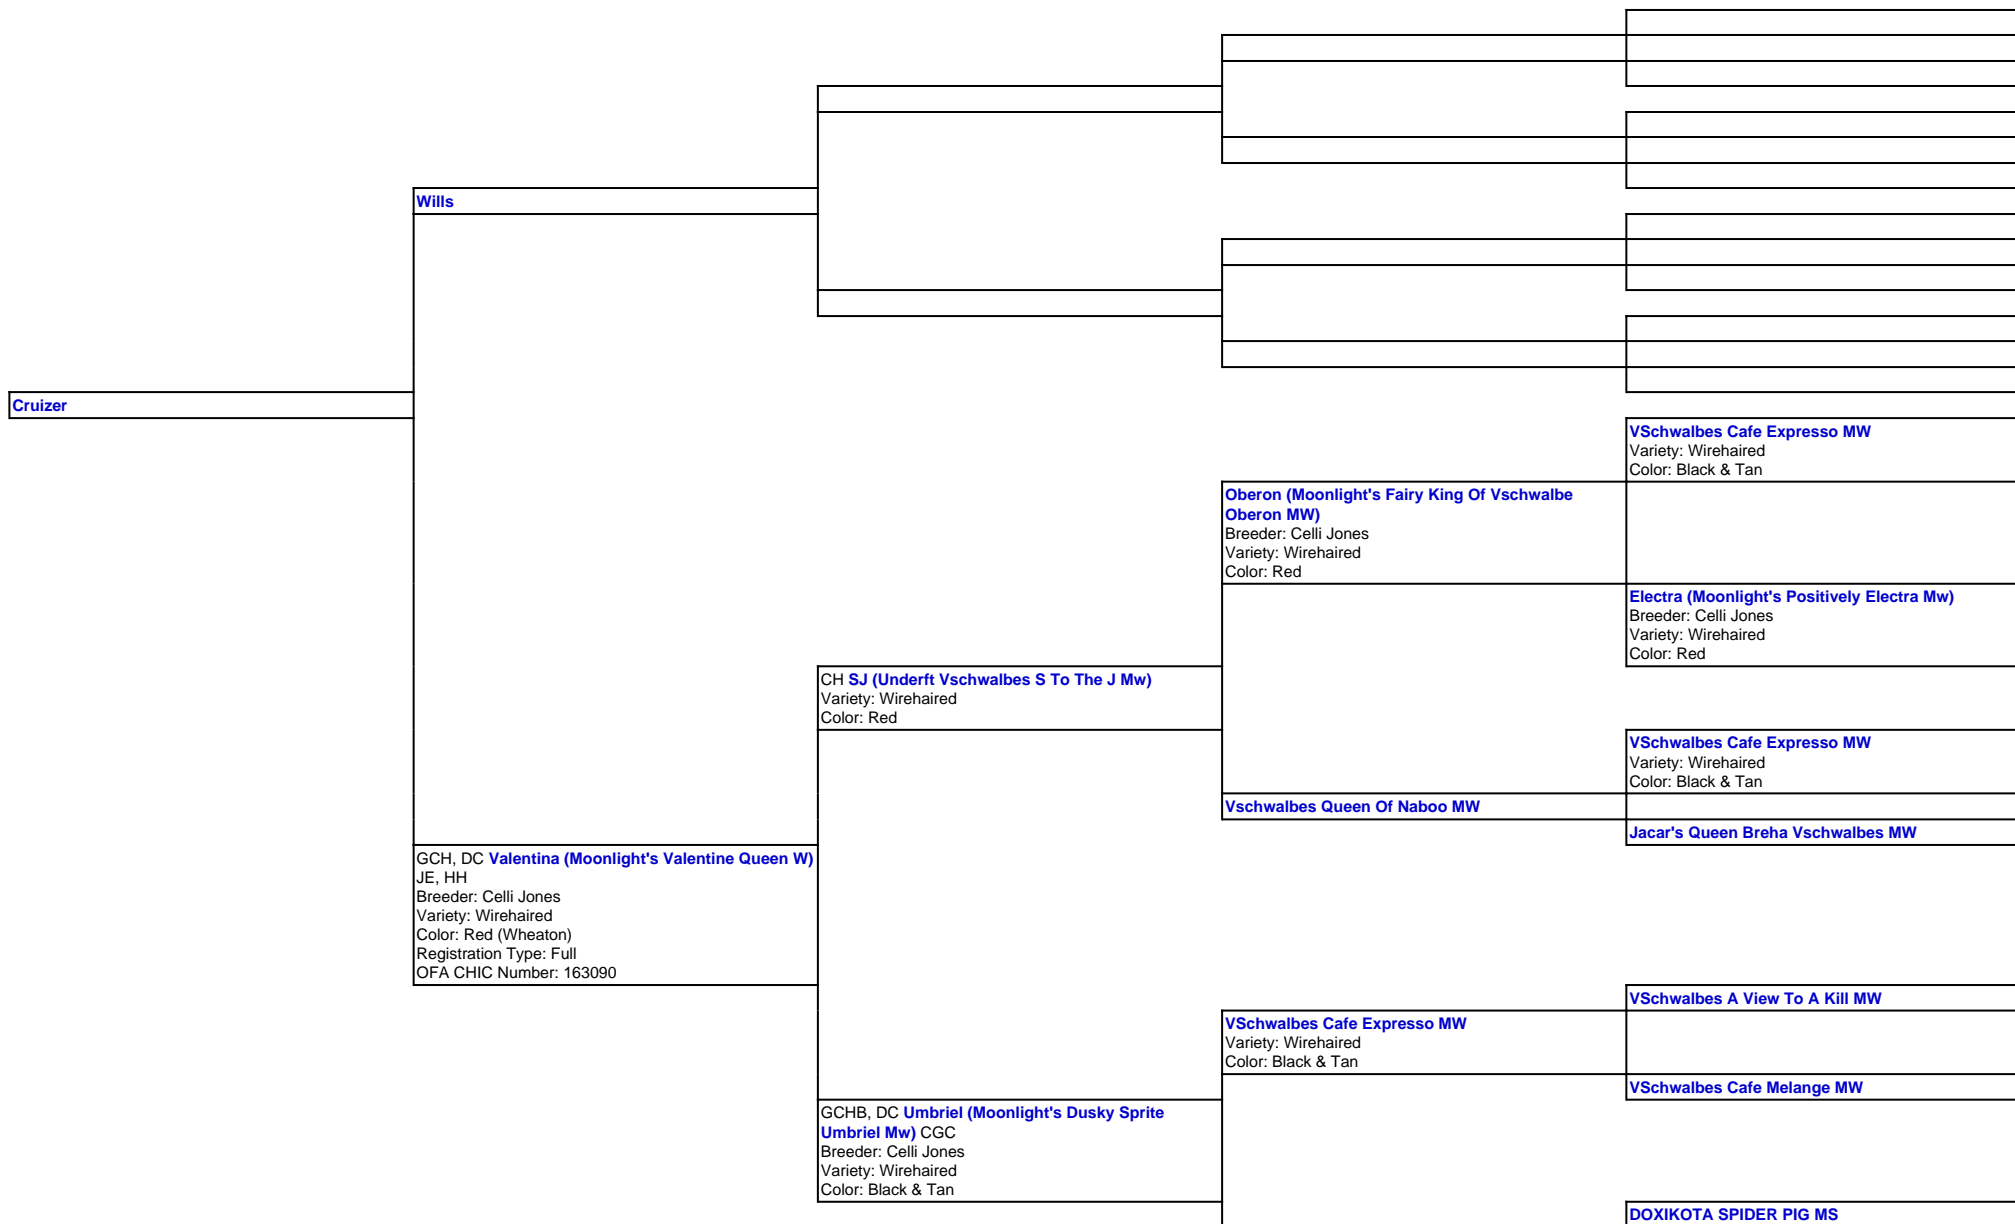 Wills
Cruizer
VSchwalbes Cafe Expresso MW
Variety: Wirehaired
Color: Black & Tan
Oberon (Moonlight's Fairy King Of Vschwalbe
Oberon MW)
Breeder: Celli Jones
Variety: Wirehaired
Color: Red
Electra (Moonlight's Positively Electra Mw)
Breeder: Celli Jones
Variety: Wirehaired
Color: Red
CH SJ (Underft Vschwalbes S To The J Mw)
Variety: Wirehaired
Color: Red
VSchwalbes Cafe Expresso MW
Variety: Wirehaired
Color: Black & Tan
Vschwalbes Queen Of Naboo MW
Jacar's Queen Breha Vschwalbes MW
GCH, DC Valentina (Moonlight's Valentine Queen W)
JE, HH
Breeder: Celli Jones
Variety: Wirehaired
Color: Red (Wheaton)
Registration Type: Full
OFA CHIC Number: 163090
VSchwalbes A View To A Kill MW
VSchwalbes Cafe Expresso MW
Variety: Wirehaired
Color: Black & Tan
VSchwalbes Cafe Melange MW
GCHB, DC Umbriel (Moonlight's Dusky Sprite
Umbriel Mw) CGC
Breeder: Celli Jones
Variety: Wirehaired
Color: Black & Tan
DOXIKOTA SPIDER PIG MS